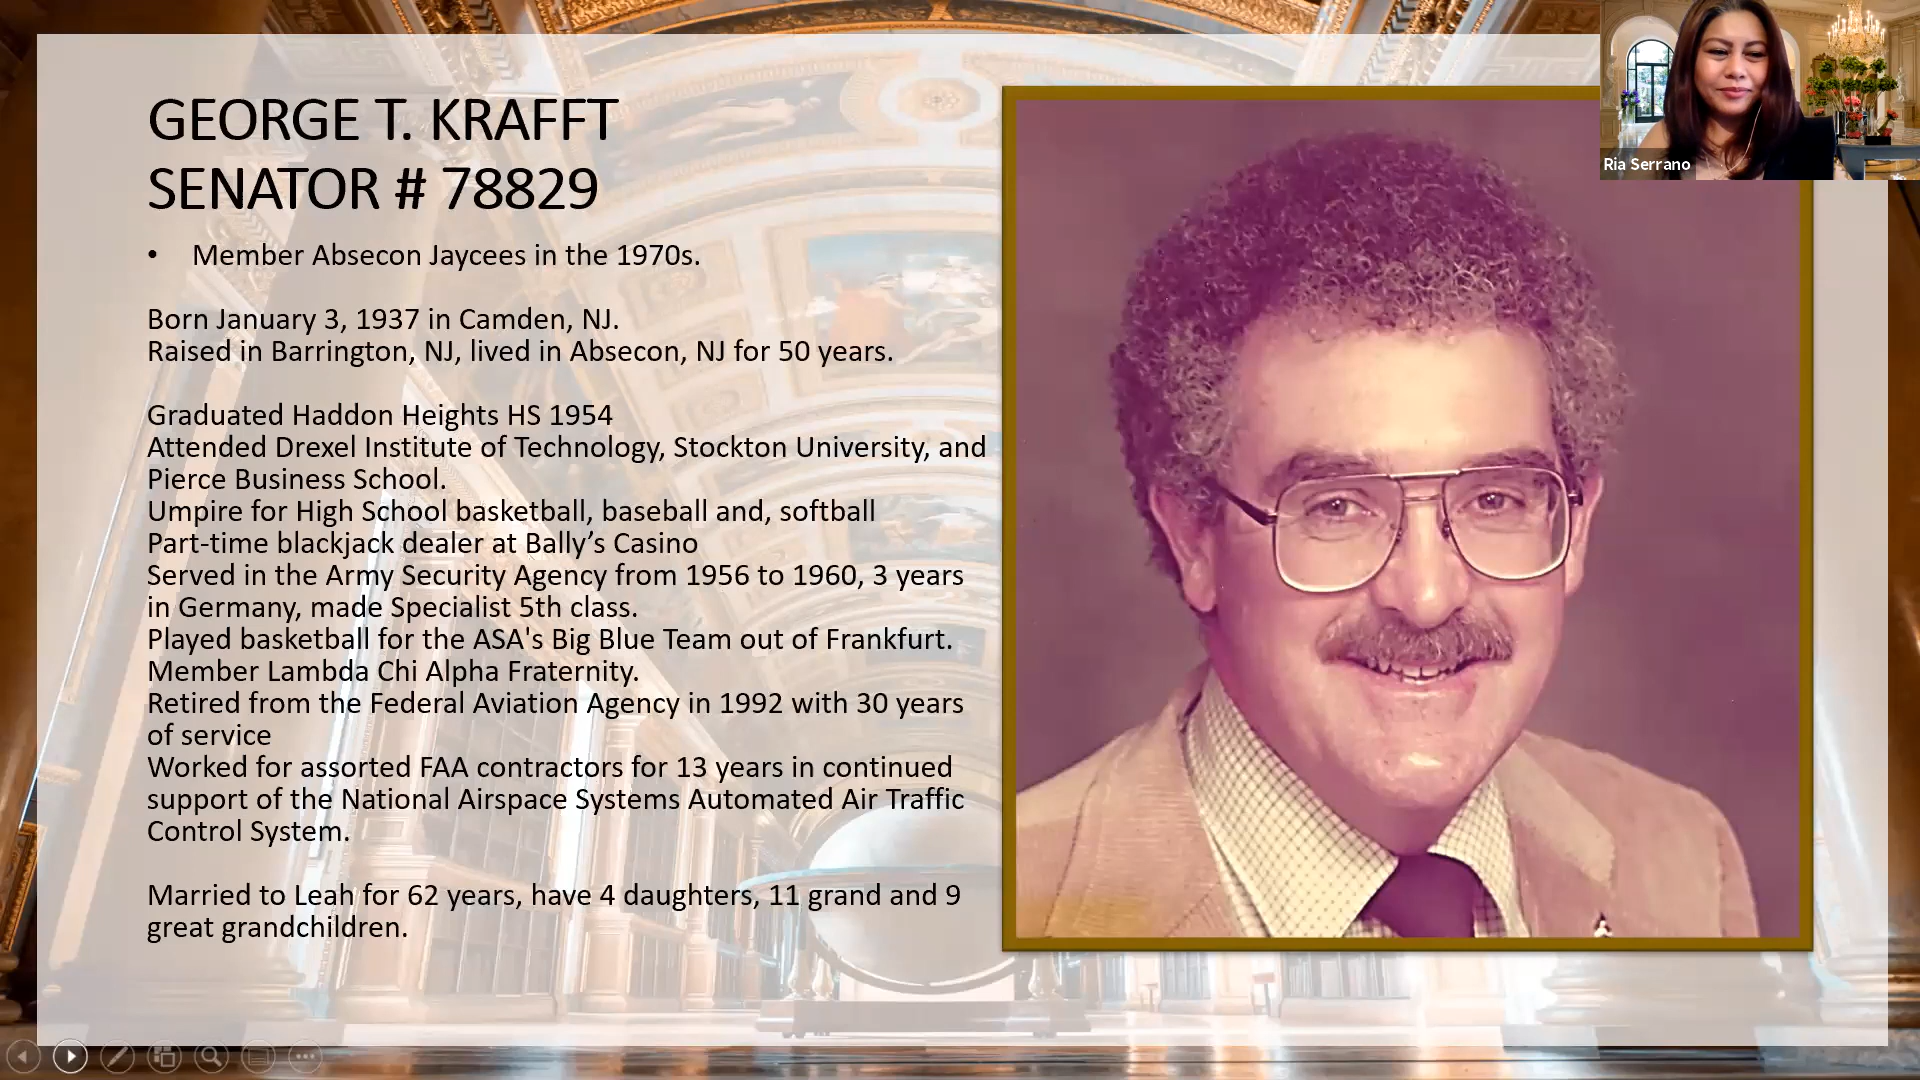 GEORGE T. KRAFFT
SENATOR # 78829
• Member Absecon Jaycees in the 1970s.
Born January 3, 1937 in Camden, NJ.
Raised in Barrington, NJ, lived in Absecon, NJ for 50 years.
Graduated Haddon Heights HS 1954
Attended Drexel Institute of Technology, Stockton University, and
Pierce Business School.
Umpire for High School basketball, baseball and, softball
Part-time blackjack dealer at Bally’s Casino
Served in the Army Security Agency from 1956 to 1960, 3 years
in Germany, made Specialist 5th class.
Played basketball for the ASA's Big Blue Team out of Frankfurt.
Member Lambda Chi Alpha Fraternity.
Retired from the Federal Aviation Agency in 1992 with 30 years
of service
Worked for assorted FAA contractors for 13 years in continued
support of the National Airspace Systems Automated Air Traffic
Control System.
Married to Leah for 62 years, have 4 daughters, 11 grand and 9
great grandchildren.
Ria Serrano